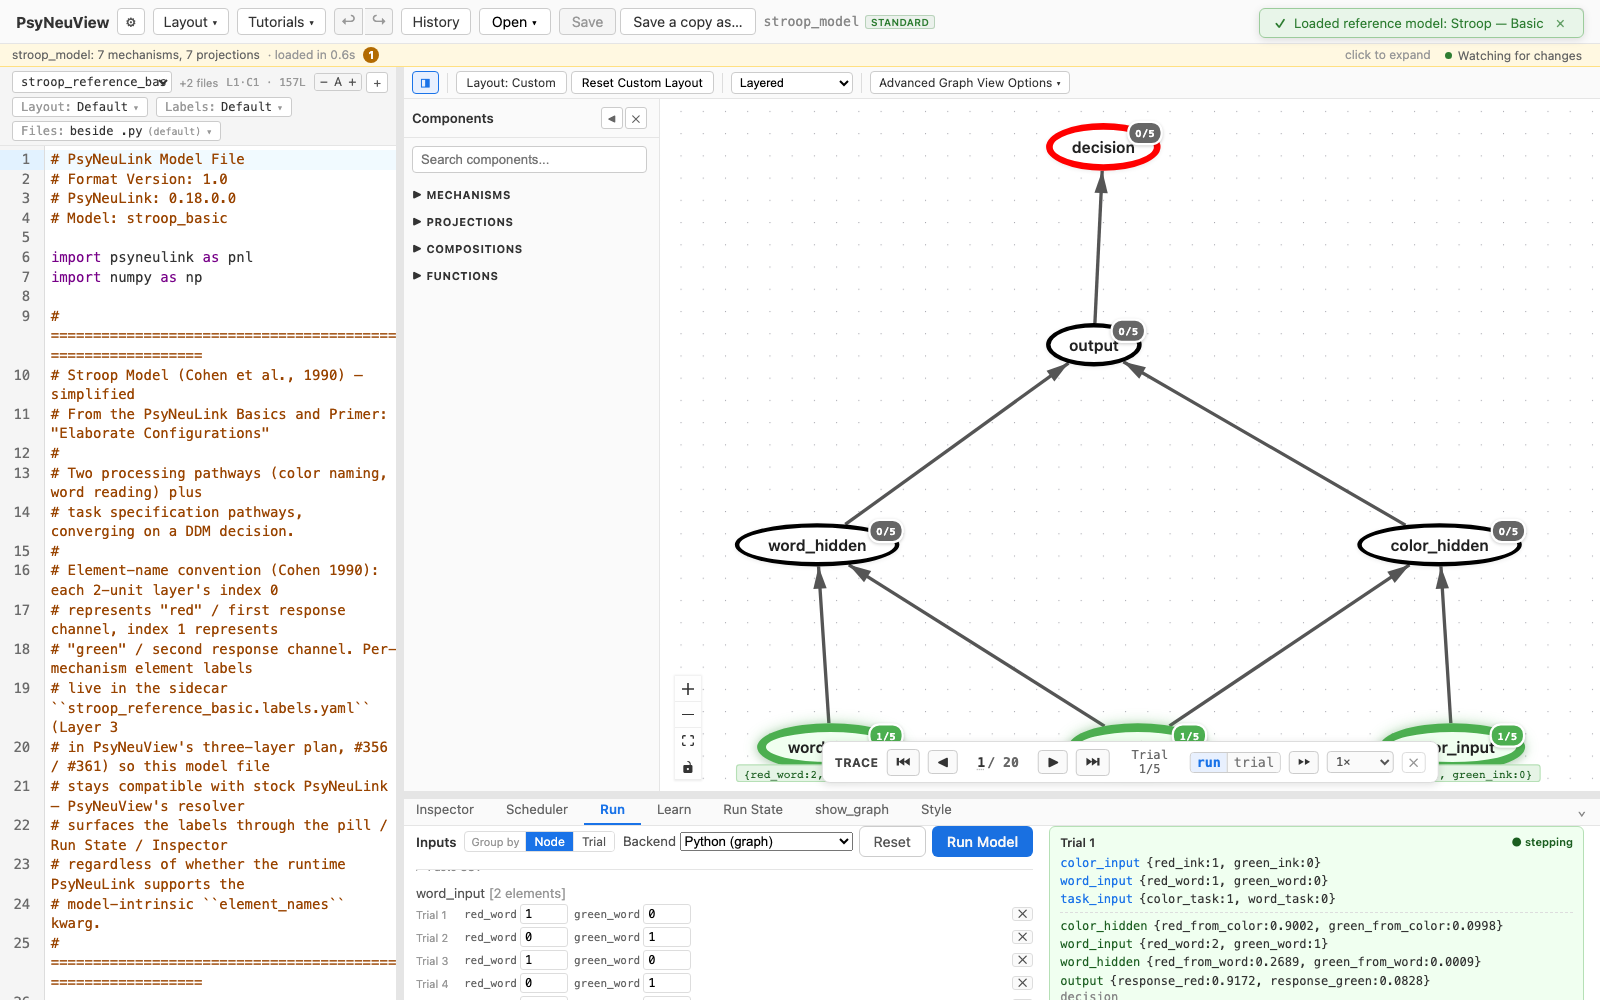 PsyNeuView
Layout ▾
Tutorials ▾
History
Open ▾
Save
Save a copy as...
stroop_model
STANDARD
✓ Loaded reference model: Stroop — Basic ×
stroop_model: 7 mechanisms, 7 projections · loaded in 0.6s 1
click to expand
Watching for changes
+2 files L1·C1 · 157L − A + +
Layout: Default ▾
Labels: Default ▾
Files: beside .py (default) ▾
1 # PsyNeuLink Model File
2 # Format Version: 1.0
3 # PsyNeuLink: 0.18.0.0
4 # Model: stroop_basic
5
6 import psyneulink as pnl
7 import numpy as np
8
9 #
=========================================
==================
10 # Stroop Model (Cohen et al., 1990) —
simplified
11 # From the PsyNeuLink Basics and Primer:
"Elaborate Configurations"
12 #
13 # Two processing pathways (color naming,
word reading) plus
14 # task specification pathways,
converging on a DDM decision.
15 #
16 # Element-name convention (Cohen 1990):
each 2-unit layer's index 0
17 # represents "red" / first response
channel, index 1 represents
18 # "green" / second response channel. Per-
mechanism element labels
19 # live in the sidecar
``stroop_reference_basic.labels.yaml``
(Layer 3
20 # in PsyNeuView's three-layer plan, #356
/ #361) so this model file
21 # stays compatible with stock PsyNeuLink
— PsyNeuView's resolver
22 # surfaces the labels through the pill /
Run State / Inspector
23 # regardless of whether the runtime
PsyNeuLink supports the
24 # model-intrinsic ``element_names``
kwarg.
25 #
=========================================
==================
Layout: Custom
Reset Custom Layout
Layered
Advanced Graph View Options ▾
Components
Search components...
▶ MECHANISMS
▶ PROJECTIONS
▶ COMPOSITIONS
▶ FUNCTIONS
decision 0/5
output 0/5
word_hidden 0/5
color_hidden 0/5
word 1/5
1/5
or_input 1/5
{red_word:2,
, green_ink:0}
TRACE
1 / 20
Trial
1/5
run trial
1×
Inspector
Scheduler
Run
Learn
Run State
show_graph
Style
Inputs
Group by Node Trial
Backend Python (graph)
Reset
Run Model
word_input [2 elements]
Trial 1 red_word 1 green_word 0
Trial 2 red_word 0 green_word 1
Trial 3 red_word 1 green_word 0
Trial 4 red_word 0 green_word 1
Trial 1
stepping
color_input {red_ink:1, green_ink:0}
word_input {red_word:1, green_word:0}
task_input {color_task:1, word_task:0}
color_hidden {red_from_color:0.9002, green_from_color:0.0998}
word_input {red_word:2, green_word:1}
word_hidden {red_from_word:0.2689, green_from_word:0.0009}
output {response_red:0.9172, response_green:0.0828}
decision